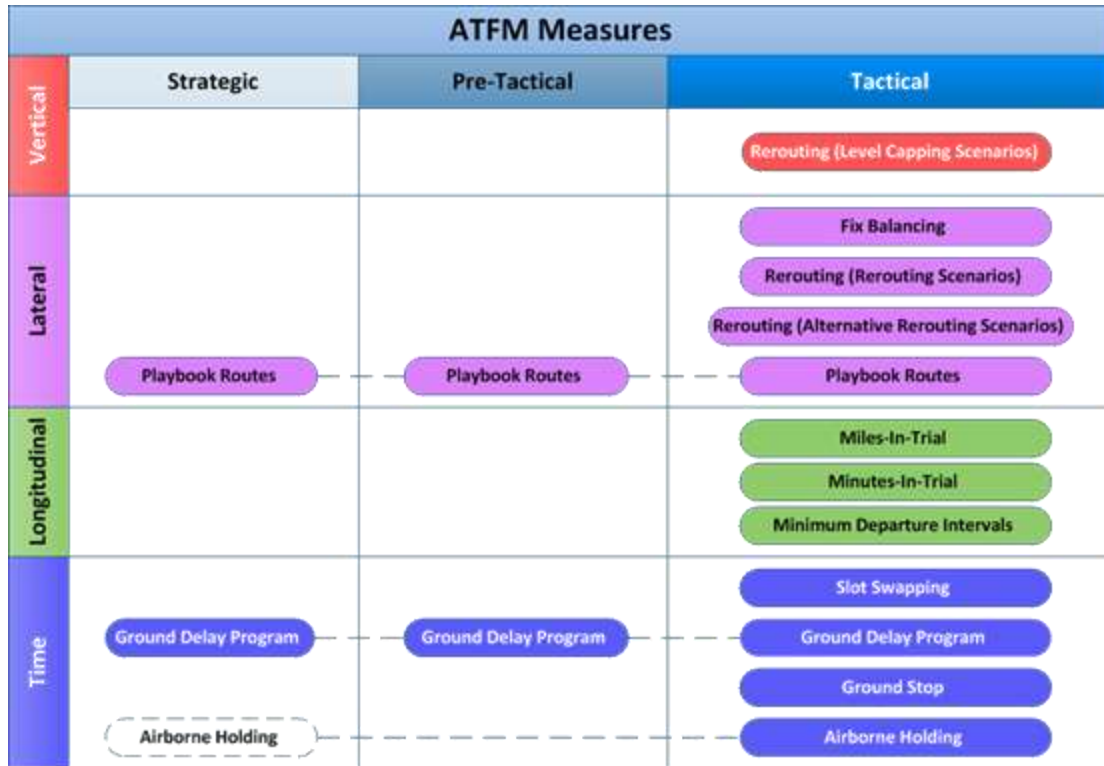 ATFM Measures
Strategic
Pre-Tactical
Tactical
Vertical
Rerouting (Level Capping Scenarios)
Lateral
Fix Balancing
Rerouting (Rerouting Scenarios)
Rerouting (Alternative Rerouting Scenarios)
Playbook Routes
Playbook Routes
Playbook Routes
Longitudinal
Miles-In-Trial
Minutes-In-Trial
Minimum Departure Intervals
Time
Slot Swapping
Ground Delay Program
Ground Delay Program
Ground Delay Program
Ground Stop
Airborne Holding
Airborne Holding